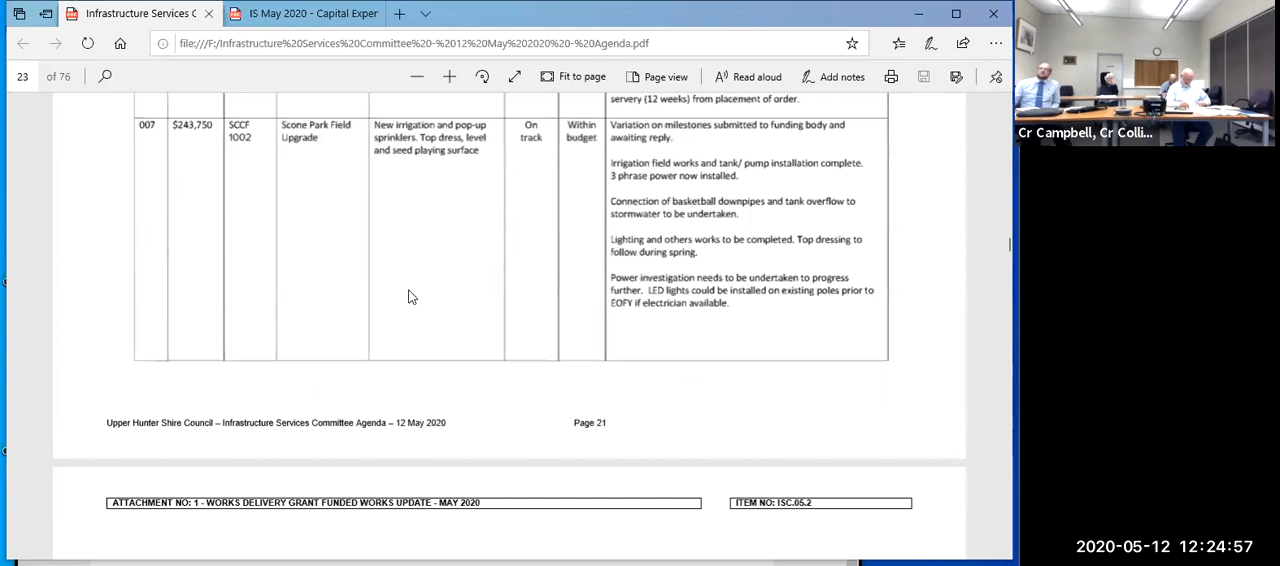 Infrastructure Services C
IS May 2020 - Capital Exper
file:///F:/Infrastructure%20Services%20Committee%20-%2012%20May%202020%20-%20Agenda.pdf
23 of 76
Fit to page
Page view
Read aloud
Add notes
servery (12 weeks) from placement of order.
007
$243,750
SCCF
1002
Scone Park Field
Upgrade
New irrigation and pop-up
sprinklers. Top dress, level
and seed playing surface
On
track
Within
budget
Variation on milestones submitted to funding body and
awaiting reply.
Irrigation field works and tank/ pump installation complete.
3 phrase power now installed.
Connection of basketball downpipes and tank overflow to
stormwater to be undertaken.
Lighting and others works to be completed. Top dressing to
follow during spring.
Power investigation needs to be undertaken to progress
further. LED lights could be installed on existing poles prior to
EOFY if electrician available.
Upper Hunter Shire Council – Infrastructure Services Committee Agenda – 12 May 2020
Page 21
ATTACHMENT NO: 1 - WORKS DELIVERY GRANT FUNDED WORKS UPDATE - MAY 2020
ITEM NO: ISC.05.2
Cr Campbell, Cr Colli...
2020-05-12 12:24:57